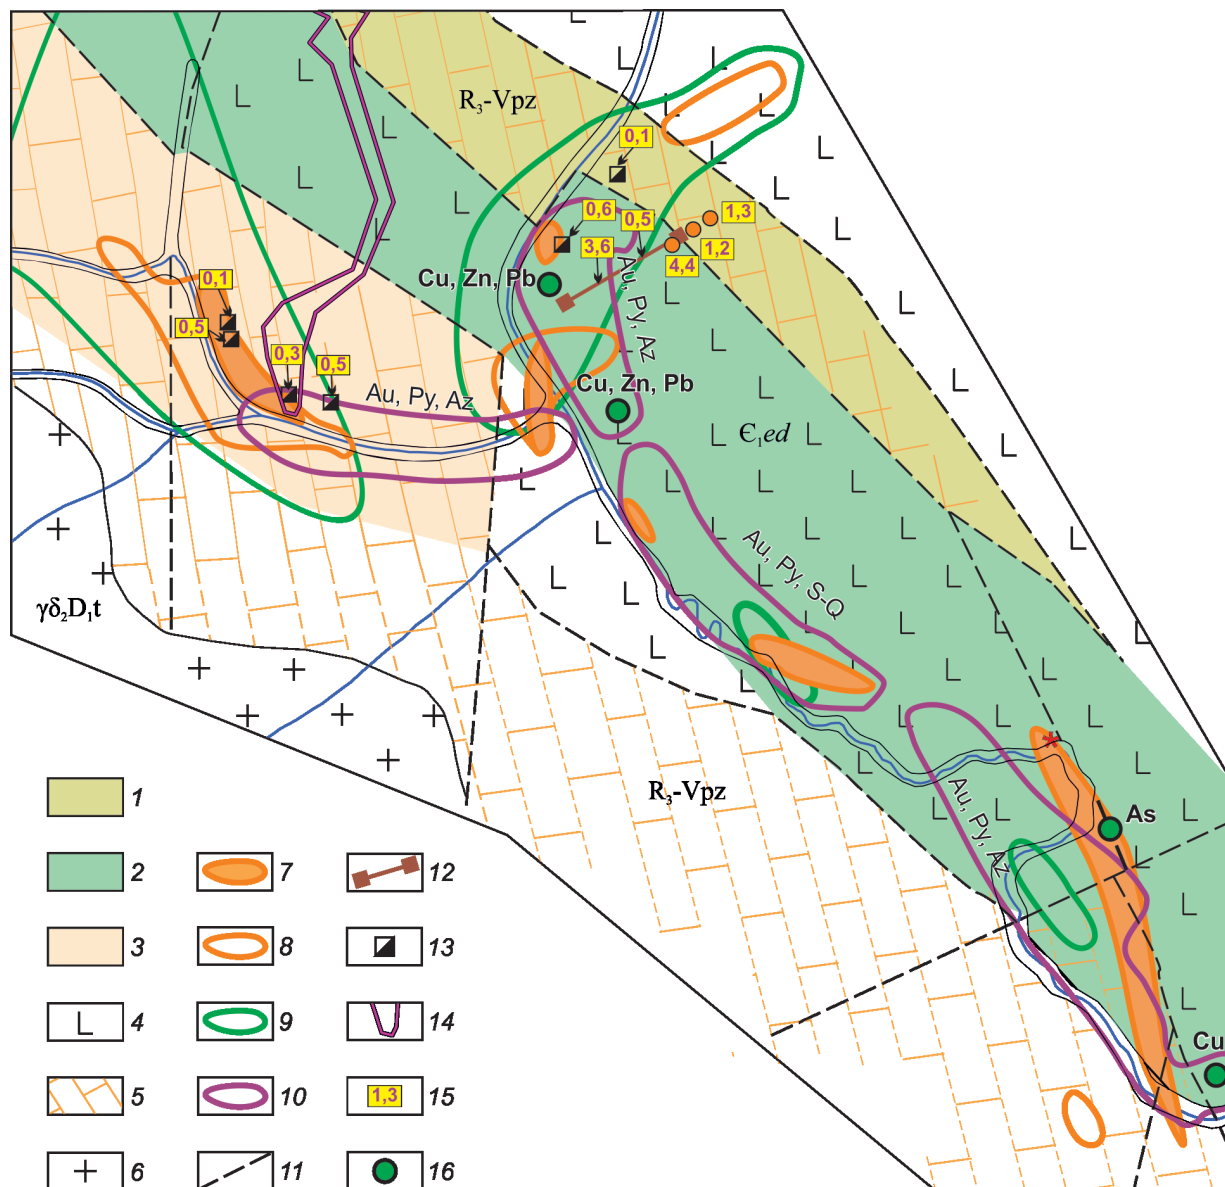 R₃-Vpz
0,1
0,6
0,5
1,3
3,6
4,4
1,2
Cu, Zn, Pb
Au, Py, Az
0,1
0,5
0,3
0,5
Au, Py, Az
Cu, Zn, Pb
Є₁ed
Au, Py, S-Q
γδ₂D₁t
R₃-Vpz
Au, Py, Az
As
Cu
1
2
3
4
5
6
7
8
9
10
11
12
13
14
1,3
15
16